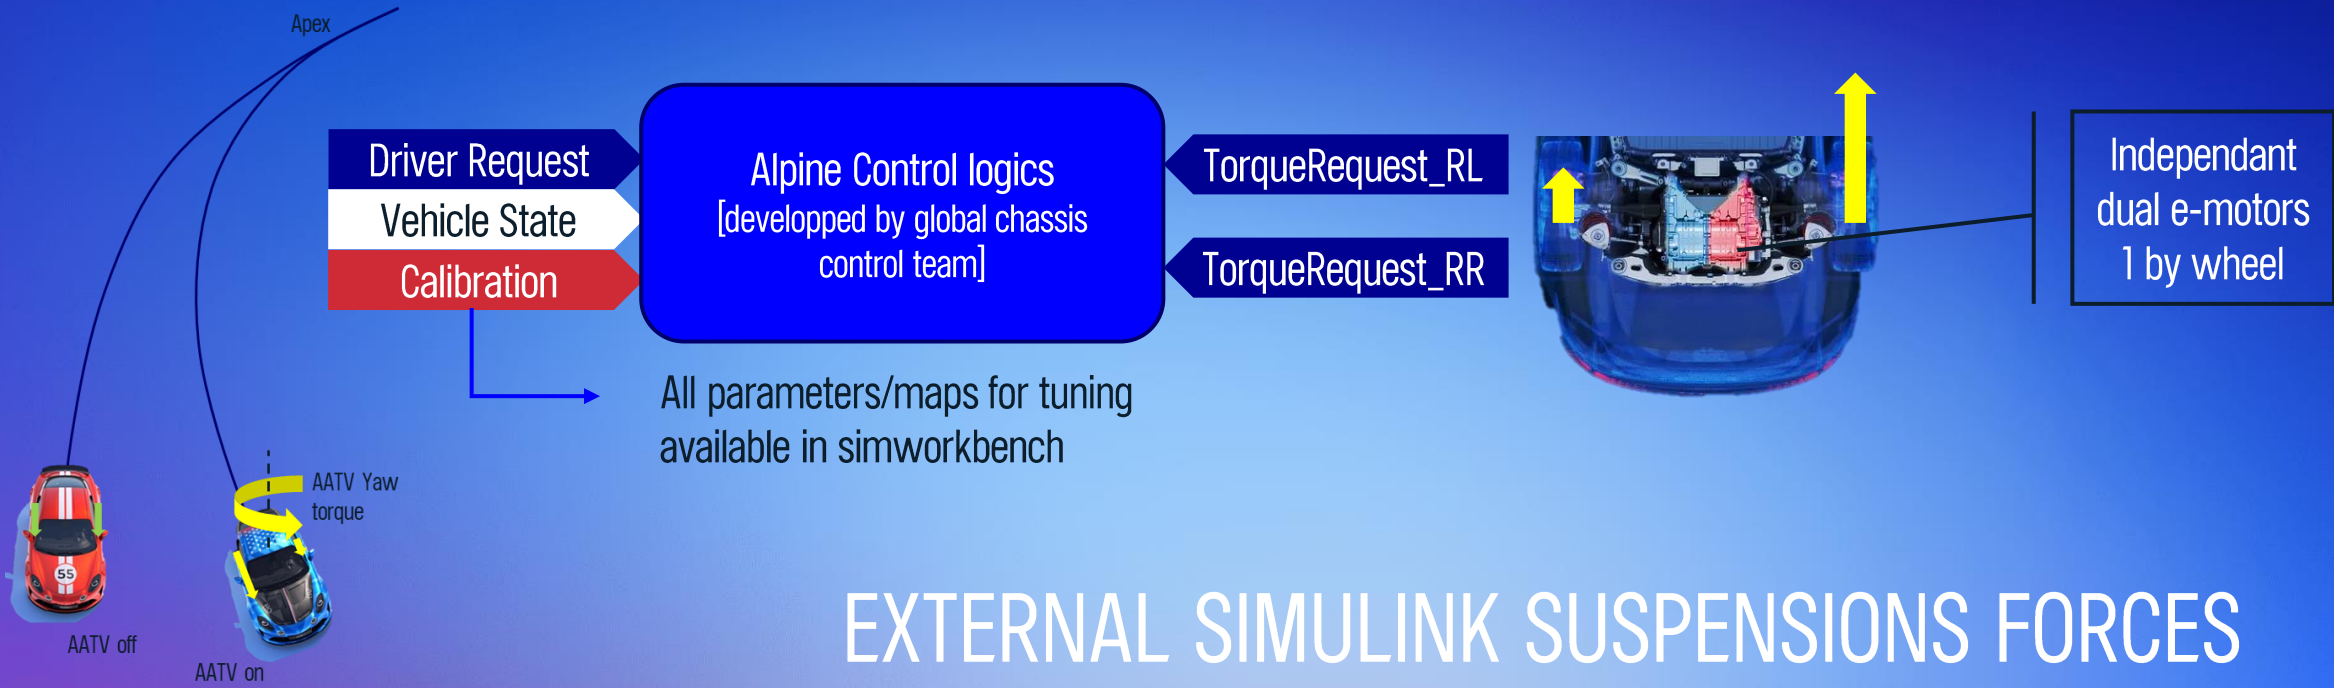 Apex
Driver Request
Vehicle State
Calibration
Alpine Control logics
[developped by global chassis
control team]
TorqueRequest_RL
TorqueRequest_RR
Independant
dual e-motors
1 by wheel
All parameters/maps for tuning
available in simworkbench
AATV Yaw
torque
55
AATV off
AATV on
EXTERNAL SIMULINK SUSPENSIONS FORCES